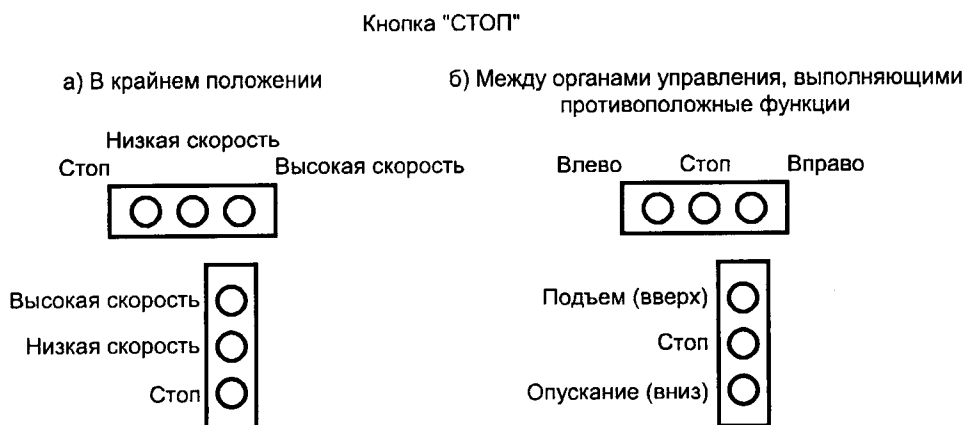 Кнопка "СТОП"
а) В крайнем положении
б) Между органами управления, выполняющими
противоположные функции
Низкая скорость
Стоп
Высокая скорость
Влево
Стоп
Вправо
Высокая скорость
Низкая скорость
Стоп
Подъем (вверх)
Стоп
Опускание (вниз)